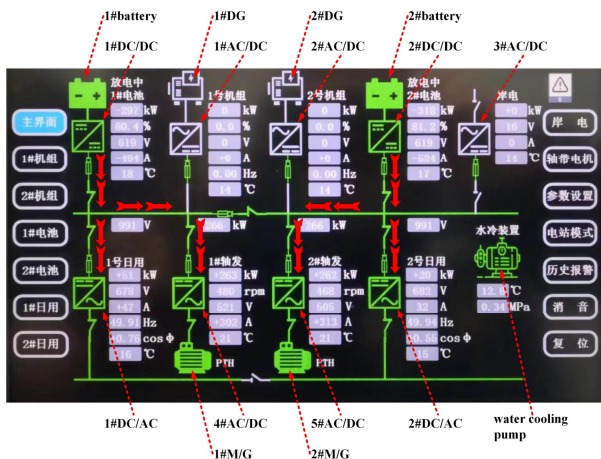 1#battery 1#DG 2#DG 2#battery
1#DC/DC 1#AC/DC 2#AC/DC 2#DC/DC 3#AC/DC
放电中 放电中
1#电池 1号机组 2号机组 2#电池 岸电
-297 kW 0 kW 0 kW -318 kW +0 kW
80.4 % 0.0 % 0.0 % 81.2 % 16 V
619 V 0 V 0 V 619 V 0 A
-494 A +0 A +0 A -524 A 14 ℃
18 ℃ 0.00 Hz 0.00 Hz 17 ℃
14 ℃ 14 ℃
主界面
1#机组
2#机组
1#电池
2#电池
1#日用
2#日用
岸 电
轴带电机
参数设置
电站模式
历史报警
消 音
复 位
991 V 266 kW 266 kW 991 V
水冷装置
12.8 ℃
0.34 MPa
1号日用 1#轴发 2#轴发 2号日用
+61 kW +263 kW +262 kW +20 kW
678 V 480 rpm 468 rpm 682 V
+47 A 521 V 505 V 32 A
49.91 Hz +302 A +313 A 49.94 Hz
+0.76 cosΦ 21 ℃ 21 ℃ +0.55 cosΦ
16 ℃ PTH PTH 15 ℃
1#DC/AC 4#AC/DC 5#AC/DC 2#DC/AC water cooling
pump
1#M/G 2#M/G